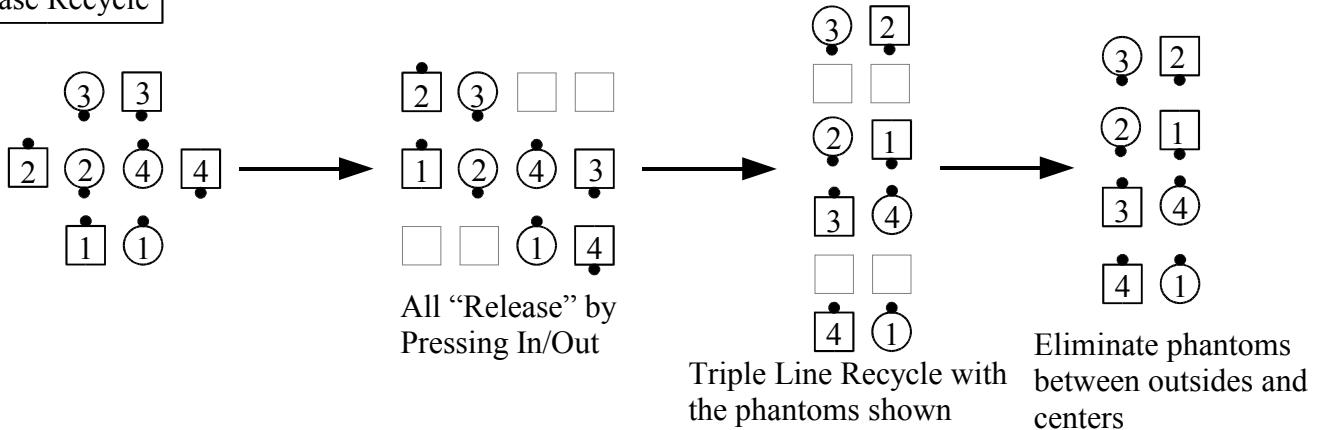 ase Recycle
3 3
2 2 4 4
1 1
2 3
1 2 4 3
1 4
All “Release” by
Pressing In/Out
3 2
2 1
3 4
4 1
Triple Line Recycle with
the phantoms shown
3 2
2 1
3 4
4 1
Eliminate phantoms
between outsides and
centers